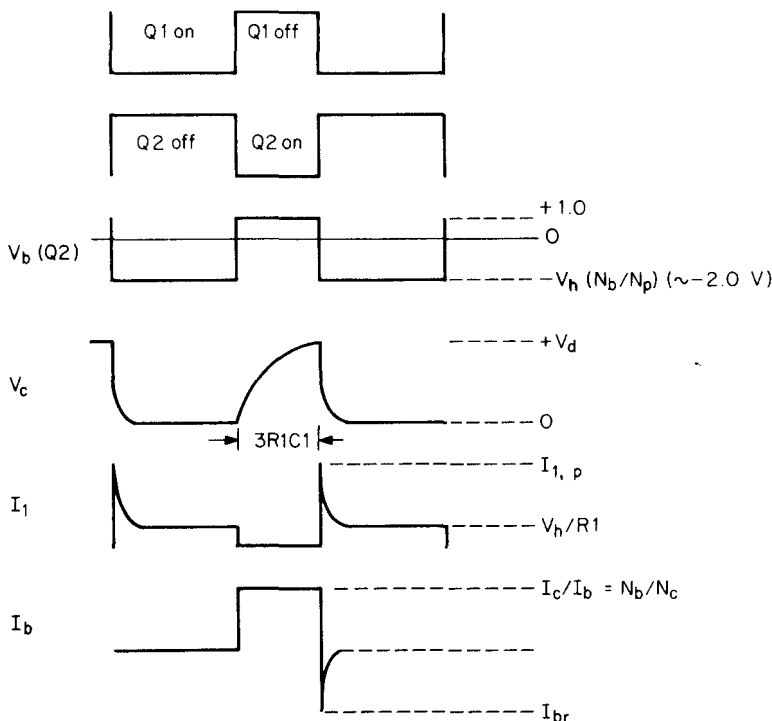 Q1 on
Q1 off
Q2 off
Q2 on
+ 1.0
0
V_b (Q2)
-V_h (N_b/N_p) (~-2.0 V)
+V_d
V_c
0
3R1C1
I_1, p
I_1
V_h/R1
I_c/I_b = N_b/N_c
I_b
I_br